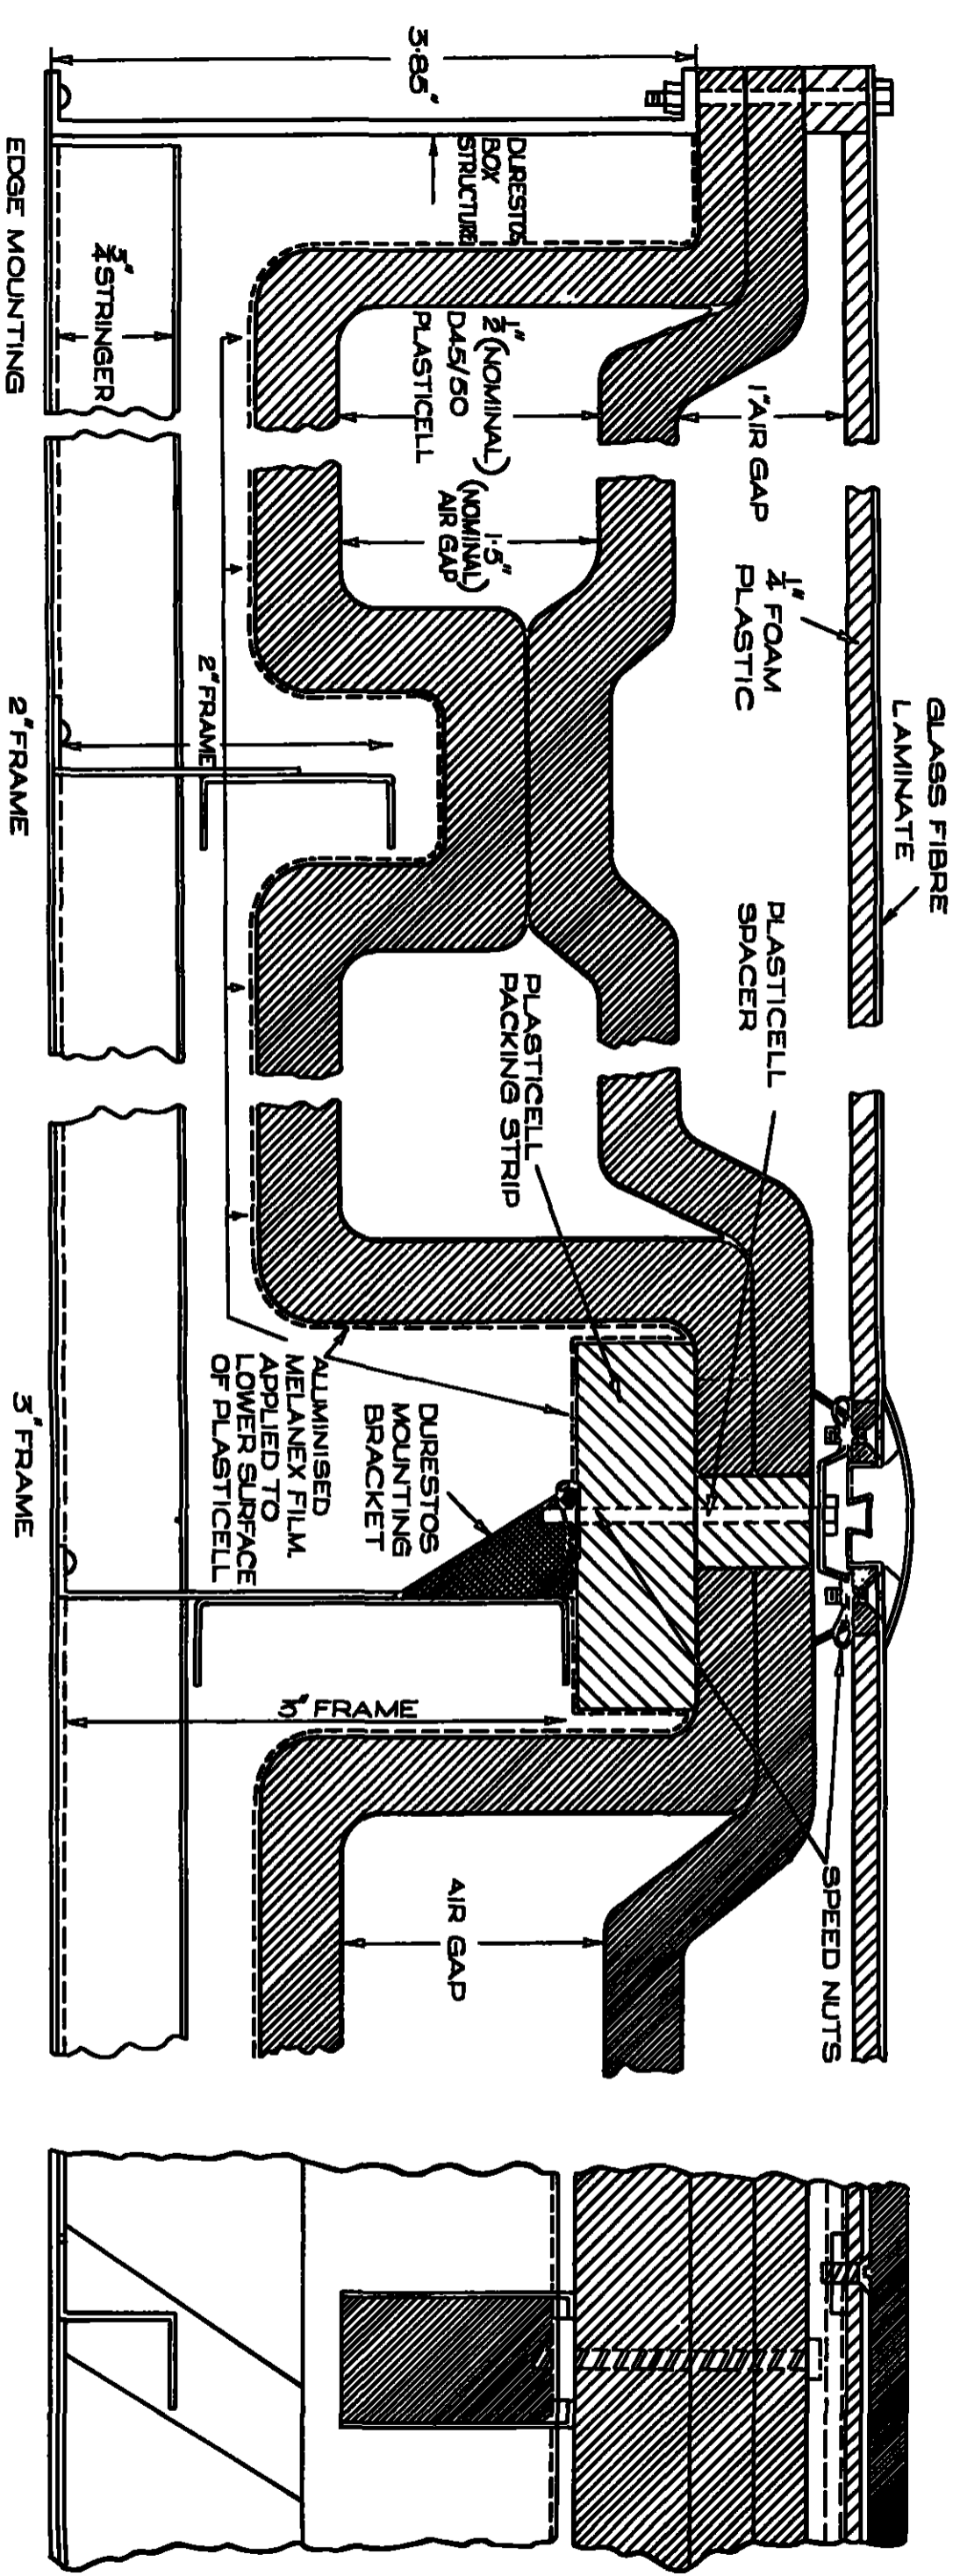 GLASS FIBRE
LAMINATE
1/4" FOAM
PLASTIC
1" AIR GAP
PLASTICELL
SPACER
SPEED NUTS
3·85"
DURESTOS
BOX
STRUCTURE
1/2" (NOMINAL)
D45/50
PLASTICELL
1·5"
(NOMINAL)
AIR GAP
PLASTICELL
PACKING STRIP
AIR GAP
DURESTOS
MOUNTING
BRACKET
ALUMINISED
MELANEX FILM.
APPLIED TO
LOWER SURFACE
OF PLASTICELL
3/4" STRINGER
2" FRAME
3" FRAME
EDGE MOUNTING
2" FRAME
3" FRAME